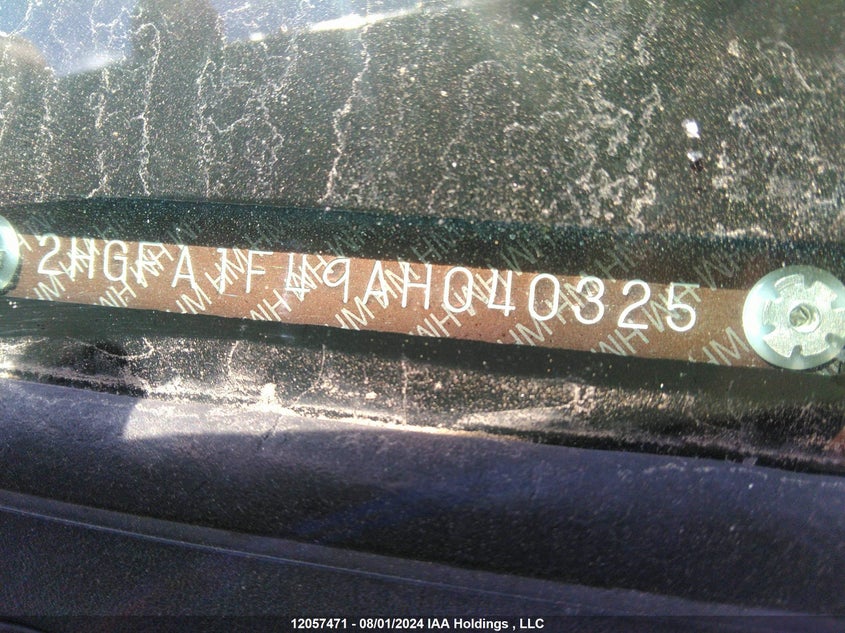 2HGFA1F49AH040325
12057471 - 08/01/2024 IAA Holdings , LLC